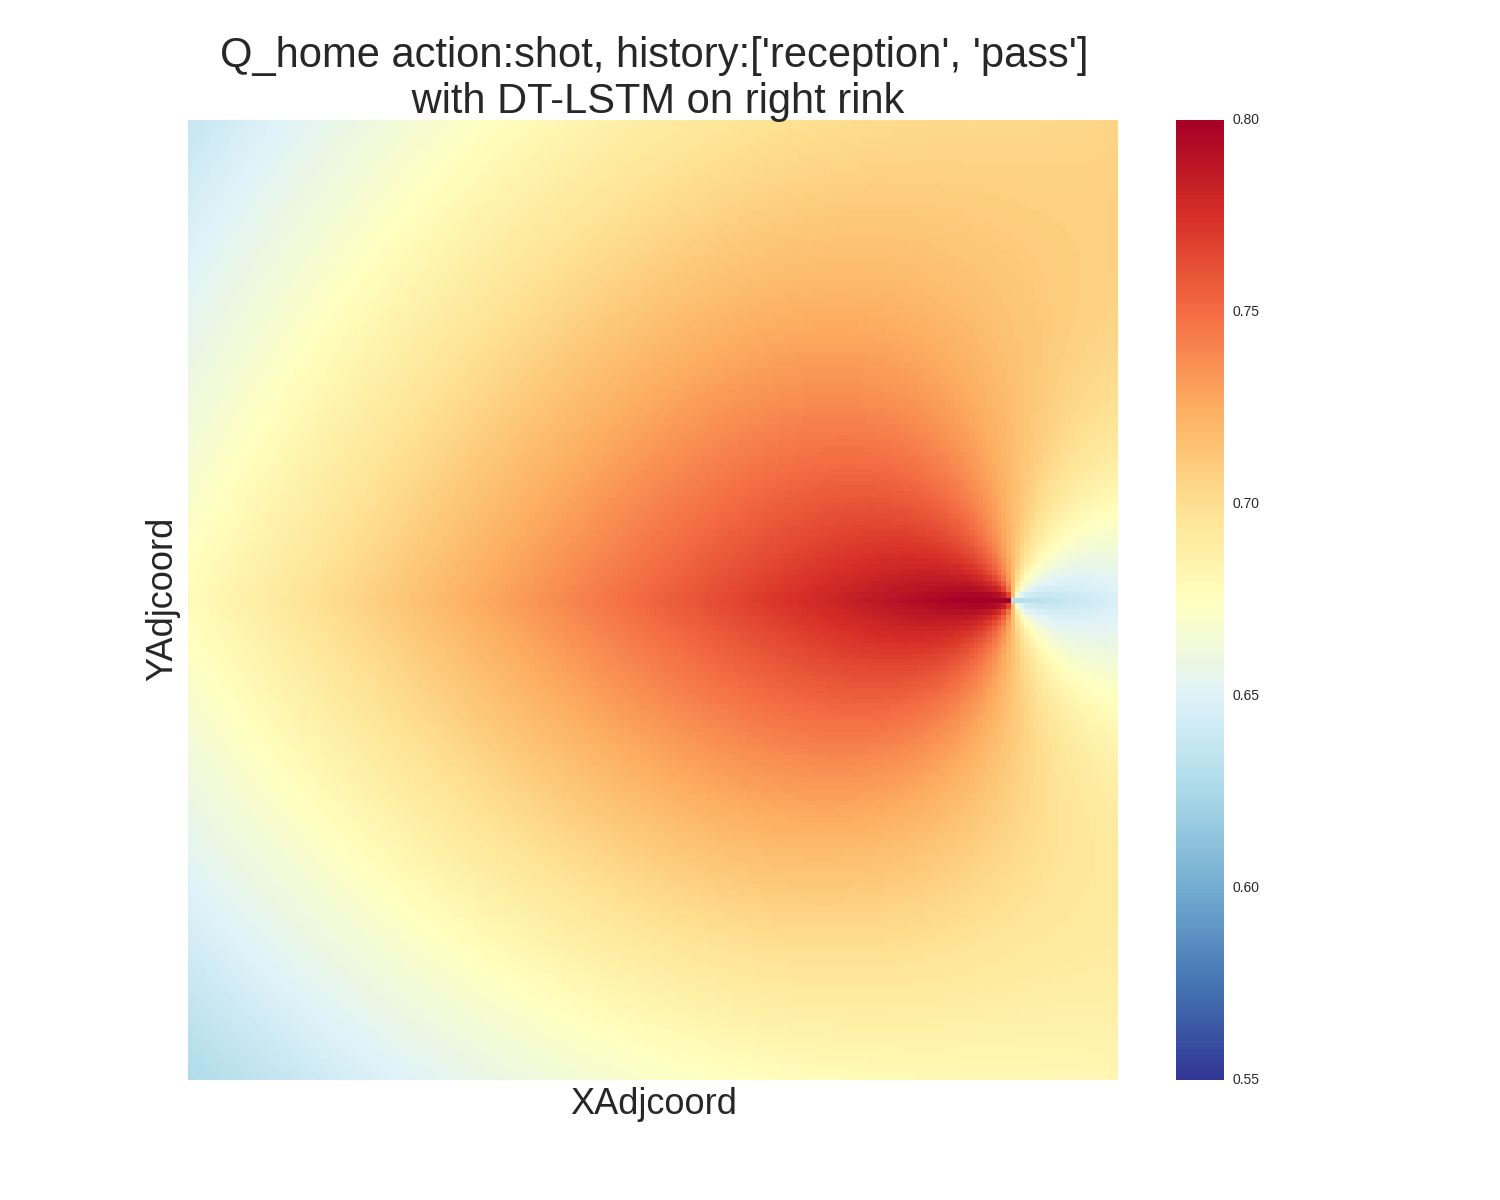 Q_home action:shot, history:['reception', 'pass']
with DT-LSTM on right rink
0.80
0.75
0.70
0.65
0.60
0.55
YAdjcoord
XAdjcoord